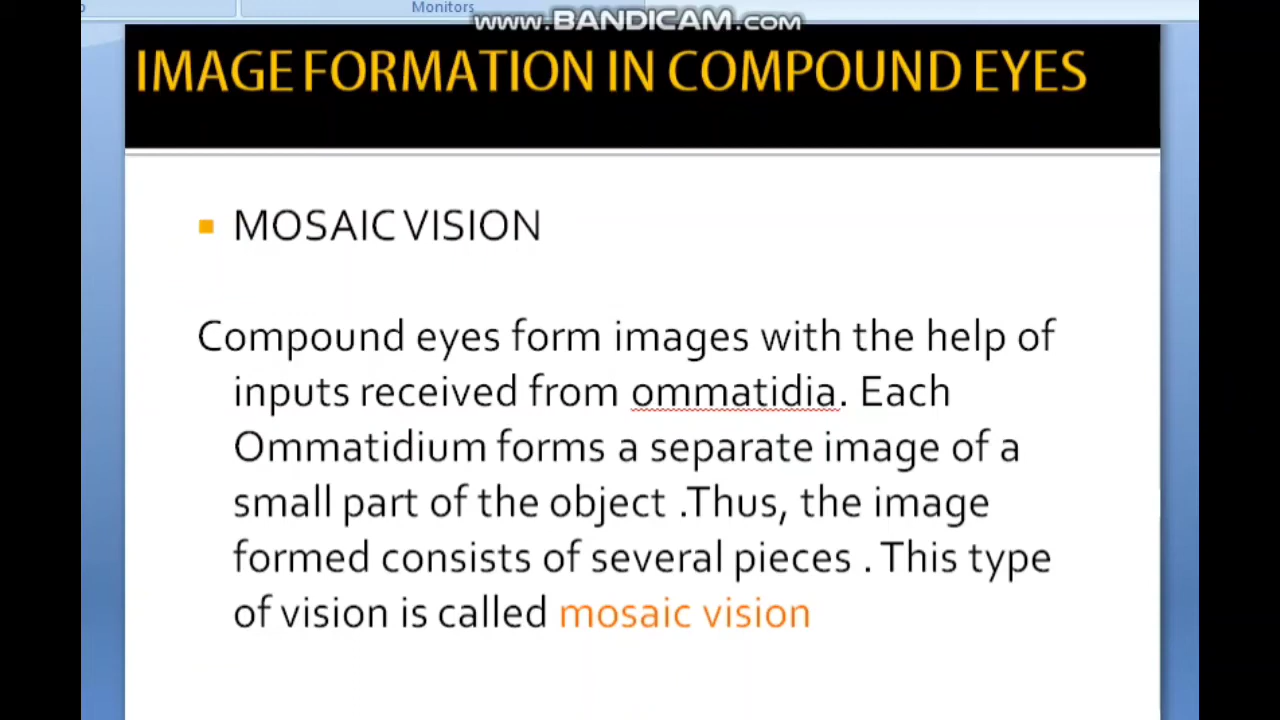 Monitors
www.BANDICAM.com
IMAGE FORMATION IN COMPOUND EYES
MOSAIC VISION
Compound eyes form images with the help of
inputs received from ommatidia. Each
Ommatidium forms a separate image of a
small part of the object .Thus, the image
formed consists of several pieces . This type
of vision is called mosaic vision